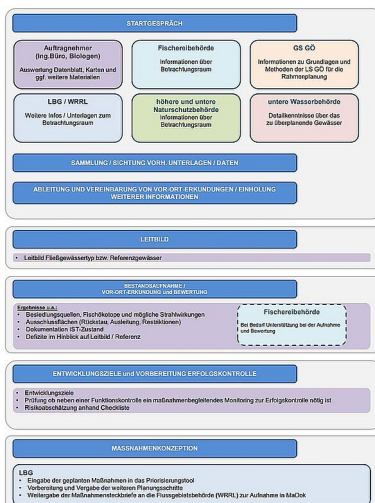 STARTGESPRÄCH
Auftragnehmer
(Ing.Büro, Biologen)
Auswertung Datenblatt, Karten und
ggf. weitere Materialien
Fischereibehörde
Informationen über
Betrachtungsraum
GS GÖ
Informationen zu Grundlagen und
Methoden der LS GÖ für die
Rahmenplanung
LBG / WRRL
Weitere Infos / Unterlagen zum
Betrachtungsraum
höhere und untere
Naturschutzbehörde
Informationen über
Betrachtungsraum
untere Wasserbehörde
Detailkenntnisse über das
zu überplanende Gewässer
SAMMLUNG / SICHTUNG VORH. UNTERLAGEN / DATEN
ABLEITUNG UND VEREINBARUNG VON VOR-ORT-ERKUNDUNGEN / EINHOLUNG
WEITERER INFORMATIONEN
LEITBILD
• Leitbild Fließgewässertyp bzw. Referenzgewässer
BESTANDSAUFNAHME /
VOR-ORT-ERKUNDUNG und BEWERTUNG
Ergebnisse u.a.:
• Besiedlungsquellen, Fischökotope und mögliche Strahlwirkungen
• Ausschlussflächen (Rückstau, Ausleitung, Restriktionen)
• Dokumentation IST-Zustand
• Defizite im Hinblick auf Leitbild / Referenz
Fischereibehörde
Bei Bedarf Unterstützung bei der Aufnahme
und Bewertung
ENTWICKLUNGSZIELE und VORBEREITUNG ERFOLGSKONTROLLE
• Entwicklungsziele
• Prüfung ob neben einer Funktionskontrolle ein maßnahmenbegleitendes Monitoring zur Erfolgskontrolle nötig ist
• Risikoabschätzung anhand Checkliste
MASSNAHMENKONZEPTION
LBG
• Eingabe der geplanten Maßnahmen in das Priorisierungstool
• Vorbereitung und Vergabe der weiteren Planungsschritte
• Weitergabe der Maßnahmensteckbriefe an die Flussgebietsbehörde (WRRL) zur Aufnahme in MaDok